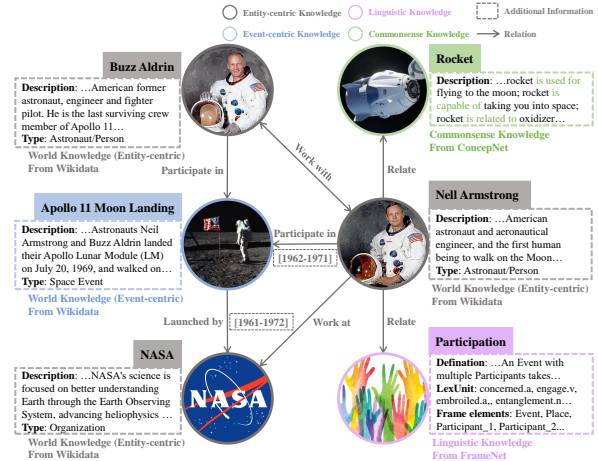 Entity-centric Knowledge
Linguistic Knowledge
Additional Information
Event-centric Knowledge
Commonsense Knowledge
Relation
Buzz Aldrin
Description: …American former
astronaut, engineer and fighter
pilot. He is the last surviving crew
member of Apollo 11…
Type: Astronaut/Person
World Knowledge (Entity-centric)
From Wikidata
Rocket
Description: …rocket is used for
flying to the moon; rocket is
capable of taking you into space;
rocket is related to oxidizer…
Commonsense Knowledge
From ConcepNet
Participate in
Work with
Relate
Apollo 11 Moon Landing
Description: …Astronauts Neil
Armstrong and Buzz Aldrin landed
their Apollo Lunar Module (LM)
on July 20, 1969, and walked on…
Type: Space Event
World Knowledge (Event-centric)
From Wikidata
Participate in
[1962-1971]
Nell Armstrong
Description: …American
astronaut and aeronautical
engineer, and the first human
being to walk on the Moon…
Type: Astronaut/Person
World Knowledge (Entity-centric)
From Wikidata
Launched by
[1961-1972]
Work at
Relate
NASA
Description: …NASA's science is
focused on better understanding
Earth through the Earth Observing
System, advancing heliophysics …
Type: Organization
World Knowledge (Entity-centric)
From Wikidata
NASA
Participation
Defination: …An Event with
multiple Participants takes…
LexUnit: concerned.a, engage.v,
embroiled.a,, entanglement.n…
Frame elements: Event, Place,
Participant_1, Participant_2...
Linguistic Knowledge
From FrameNet